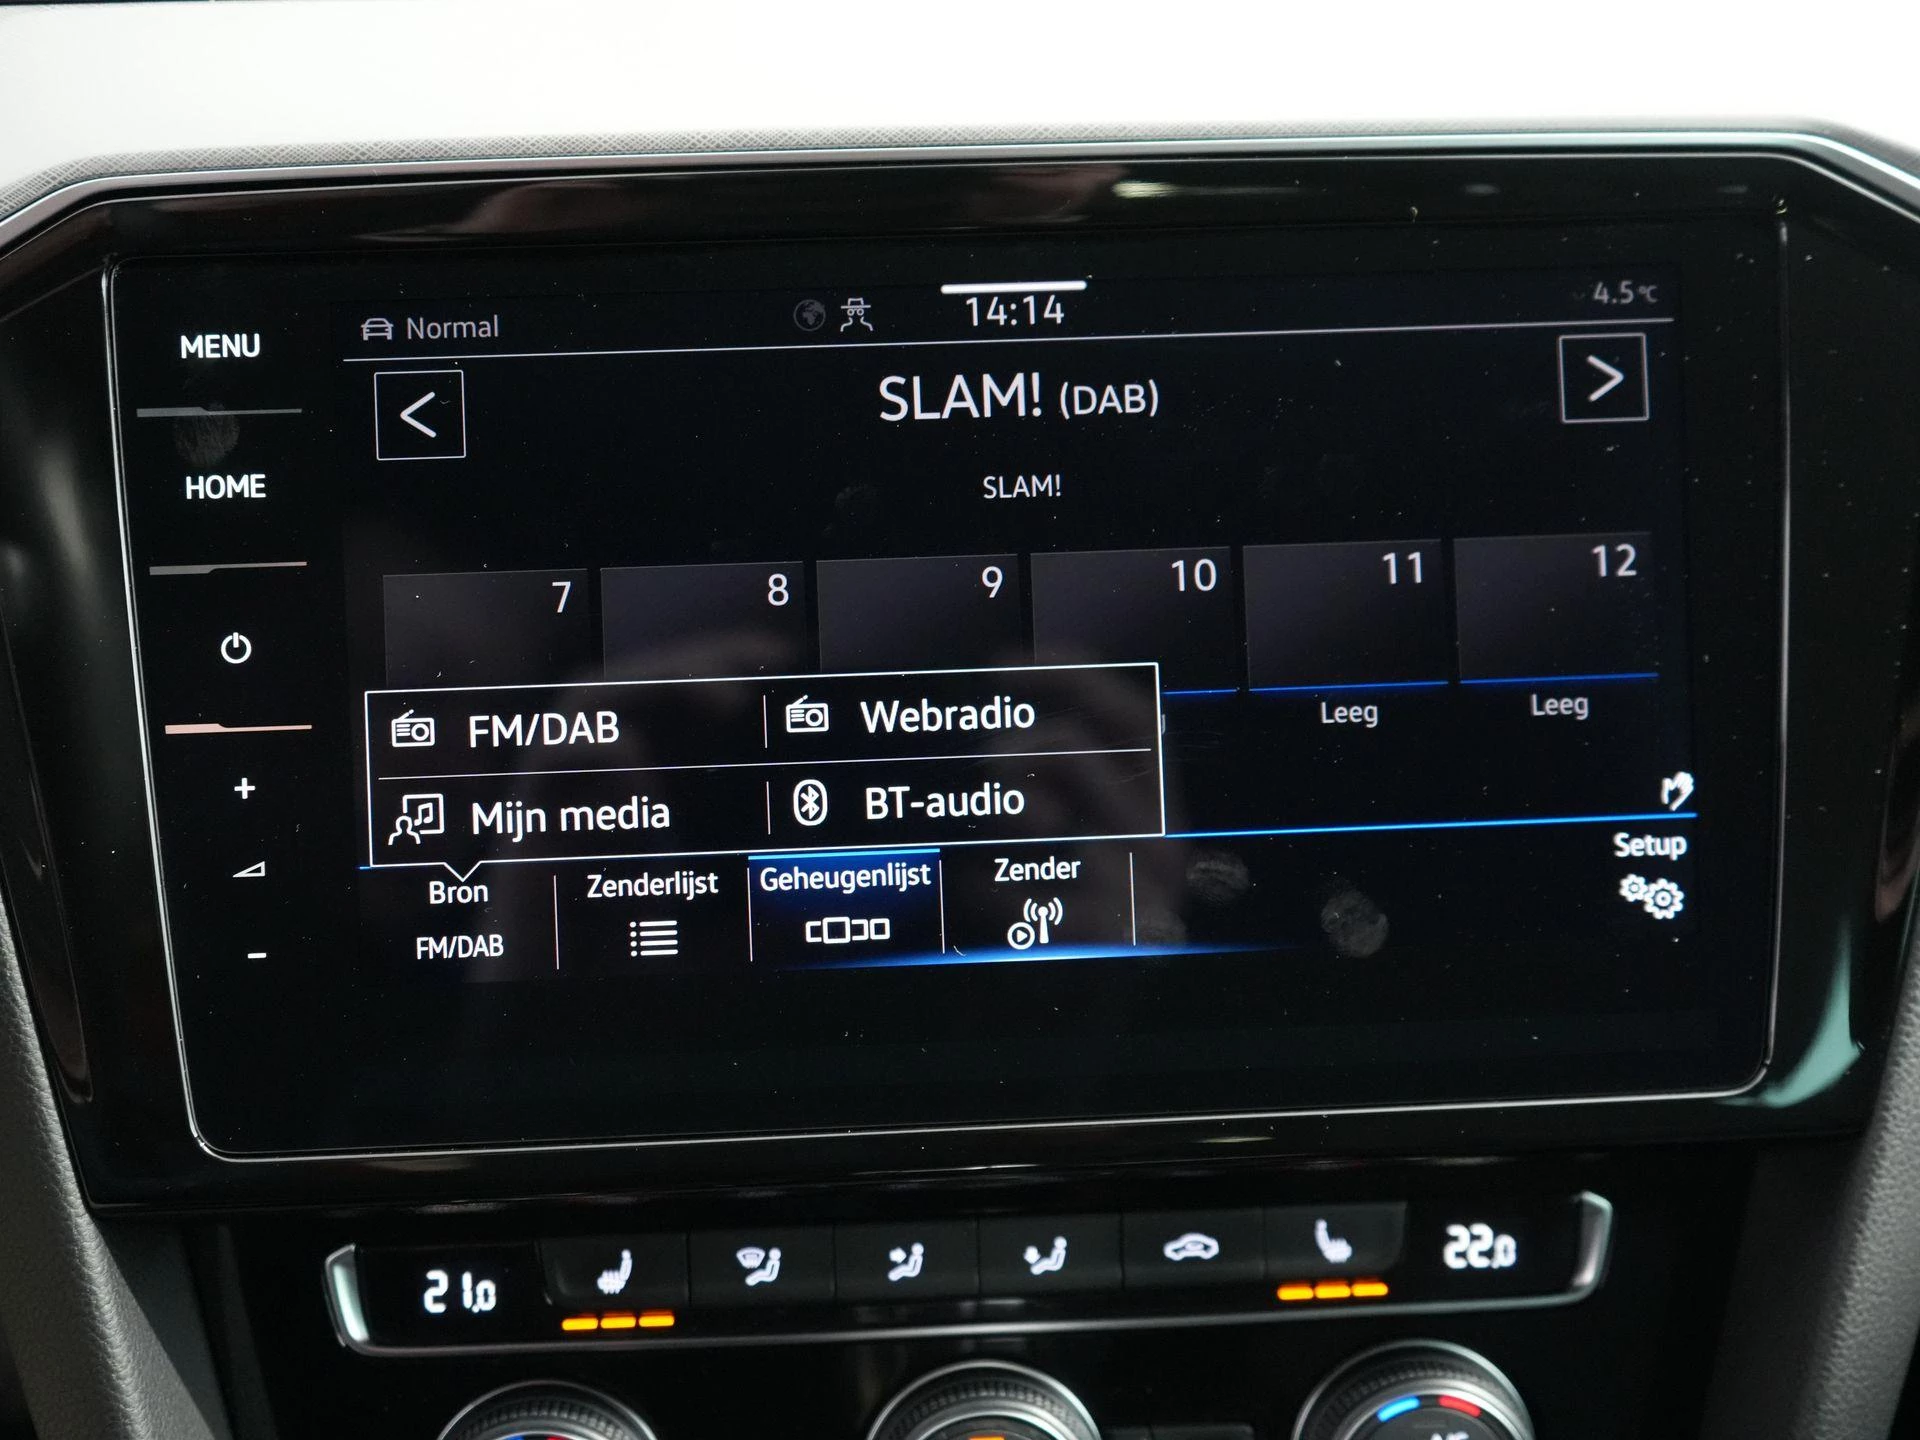 MENU
HOME
Normal
14:14
4.5°C
<
SLAM! (DAB)
>
SLAM!
7
8
9
10
11
12
Leeg
Leeg
FM/DAB
Webradio
Mijn media
BT-audio
+
-
Bron
FM/DAB
Zenderlijst
Geheugenlijst
Zender
Setup
21.0
22.0